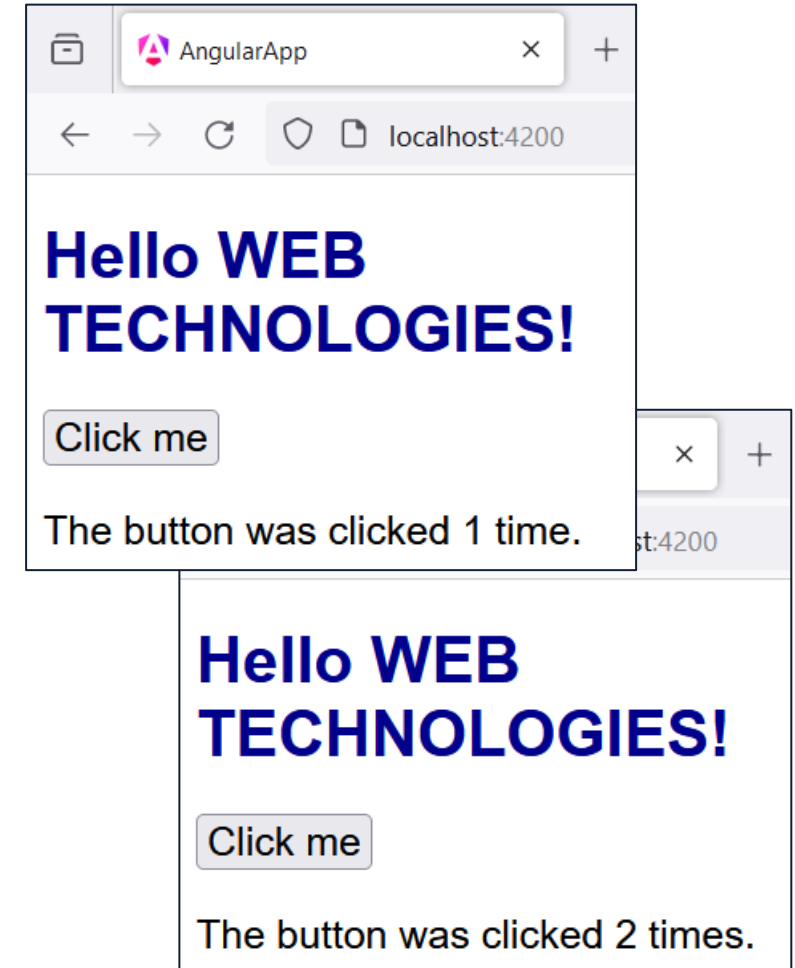 AngularApp
localhost:4200
Hello WEB
TECHNOLOGIES!
Click me
The button was clicked 1 time.
st:4200
Hello WEB
TECHNOLOGIES!
Click me
The button was clicked 2 times.